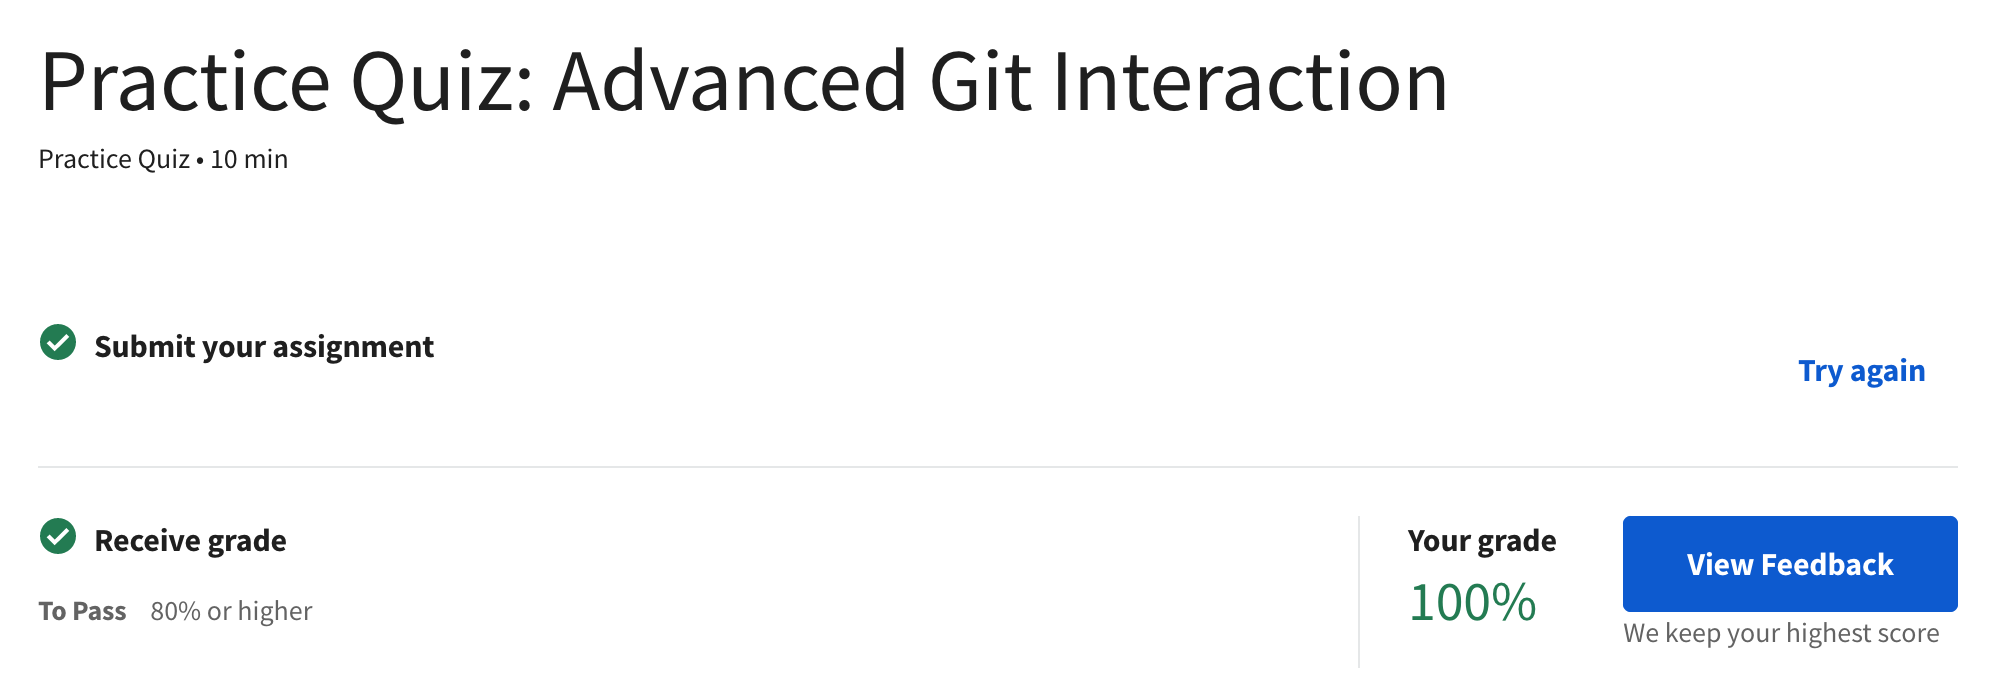 Practice Quiz: Advanced Git Interaction
Practice Quiz • 10 min
Submit your assignment
Try again
Receive grade
To Pass 80% or higher
Your grade
100%
View Feedback
We keep your highest score